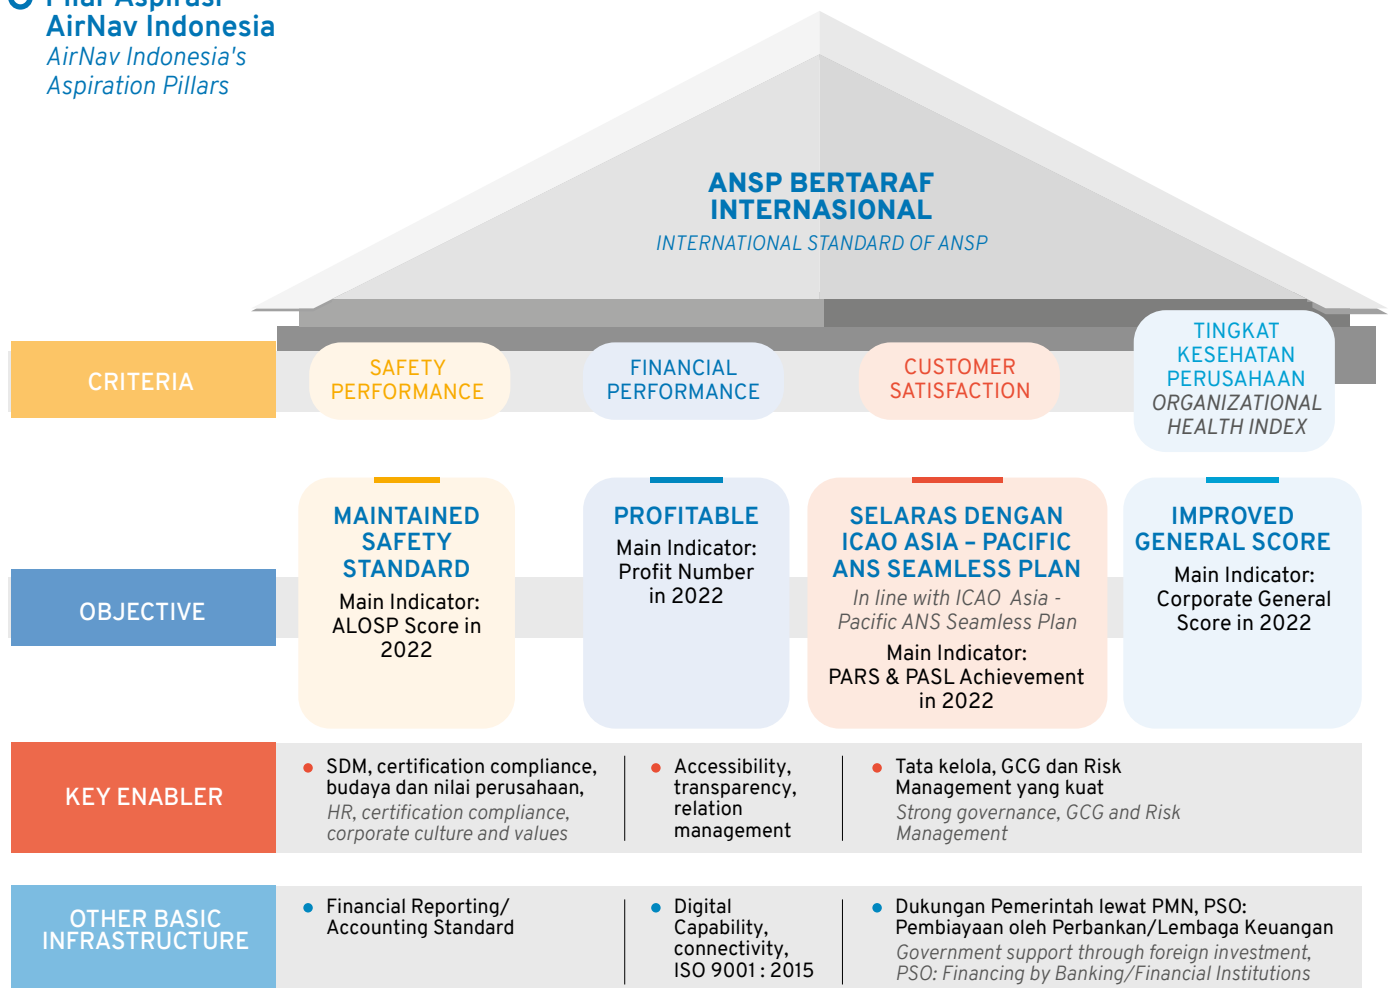 Pilar Aspirasi
AirNav Indonesia
AirNav Indonesia's
Aspiration Pillars
ANSP BERTARAF
INTERNASIONAL
INTERNATIONAL STANDARD OF ANSP
CRITERIA
SAFETY
PERFORMANCE
FINANCIAL
PERFORMANCE
CUSTOMER
SATISFACTION
TINGKAT
KESEHATAN
PERUSAHAAN
ORGANIZATIONAL
HEALTH INDEX
OBJECTIVE
MAINTAINED
SAFETY
STANDARD
Main Indicator:
ALOSP Score in
2022
PROFITABLE
Main Indicator:
Profit Number
in 2022
SELARAS DENGAN
ICAO ASIA – PACIFIC
ANS SEAMLESS PLAN
In line with ICAO Asia -
Pacific ANS Seamless Plan
Main Indicator:
PARS & PASL Achievement
in 2022
IMPROVED
GENERAL SCORE
Main Indicator:
Corporate General
Score in 2022
KEY ENABLER
• SDM, certification compliance,
budaya dan nilai perusahaan,
HR, certification compliance,
corporate culture and values
• Accessibility,
transparency,
relation
management
• Tata kelola, GCG dan Risk
Management yang kuat
Strong governance, GCG and Risk
Management
OTHER BASIC
INFRASTRUCTURE
• Financial Reporting/
Accounting Standard
• Digital
Capability,
connectivity,
ISO 9001 : 2015
• Dukungan Pemerintah lewat PMN, PSO:
Pembiayaan oleh Perbankan/Lembaga Keuangan
Government support through foreign investment,
PSO: Financing by Banking/Financial Institutions